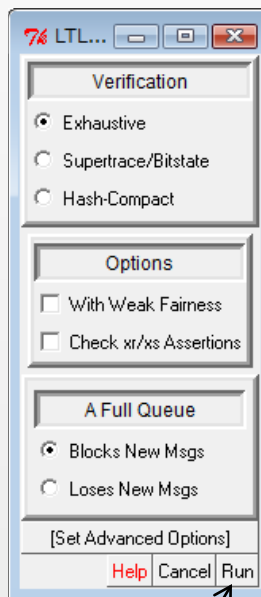 LTL...
Verification
Exhaustive
Supertrace/Bitstate
Hash-Compact
Options
With Weak Fairness
Check xr/xs Assertions
A Full Queue
Blocks New Msgs
Loses New Msgs
[Set Advanced Options]
Help Cancel Run